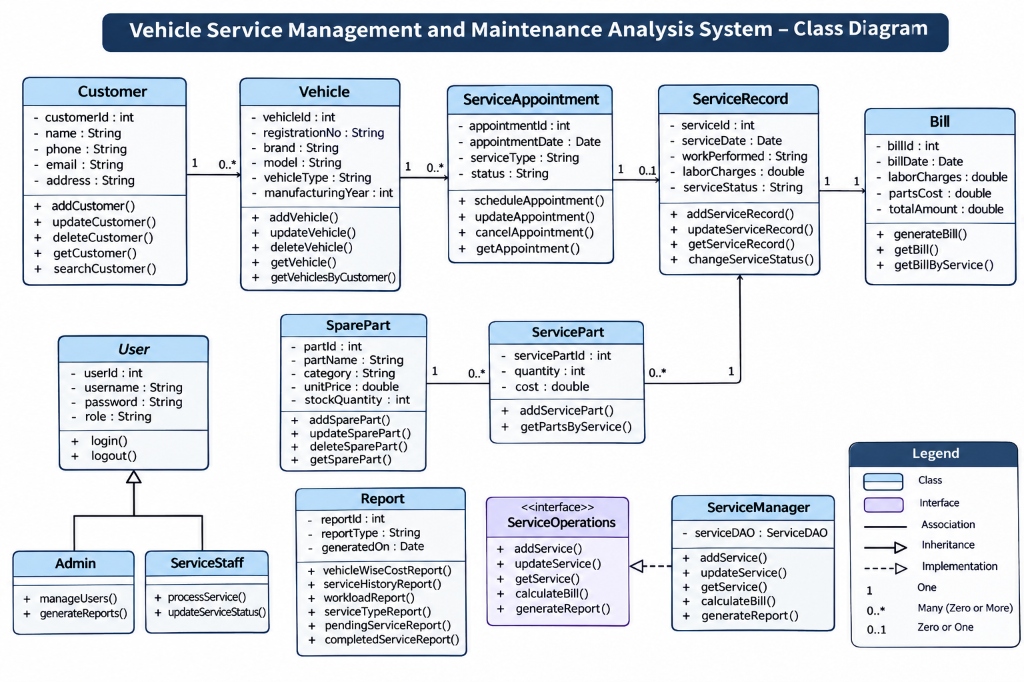 Vehicle Service Management and Maintenance Analysis System – Class Diagram
Customer
- customerId : int
- name : String
- phone : String
- email : String
- address : String
+ addCustomer()
+ updateCustomer()
+ deleteCustomer()
+ getCustomer()
+ searchCustomer()
1 0..*
Vehicle
- vehicleId : int
- registrationNo : String
- brand : String
- model : String
- vehicleType : String
- manufacturingYear : int
+ addVehicle()
+ updateVehicle()
+ deleteVehicle()
+ getVehicle()
+ getVehiclesByCustomer()
1 0..*
ServiceAppointment
- appointmentId : int
- appointmentDate : Date
- serviceType : String
- status : String
+ scheduleAppointment()
+ updateAppointment()
+ cancelAppointment()
+ getAppointment()
1 0..1
ServiceRecord
- serviceId : int
- serviceDate : Date
- workPerformed : String
- laborCharges : double
- serviceStatus : String
+ addServiceRecord()
+ updateServiceRecord()
+ getServiceRecord()
+ changeServiceStatus()
1 1
Bill
- billId : int
- billDate : Date
- laborCharges : double
- partsCost : double
- totalAmount : double
+ generateBill()
+ getBill()
+ getBillByService()
User
- userId : int
- username : String
- password : String
- role : String
+ login()
+ logout()
SparePart
- partId : int
- partName : String
- category : String
- unitPrice : double
- stockQuantity : int
+ addSparePart()
+ updateSparePart()
+ deleteSparePart()
+ getSparePart()
1 0..*
ServicePart
- servicePartId : int
- quantity : int
- cost : double
+ addServicePart()
+ getPartsByService()
0..* 1
Admin
+ manageUsers()
+ generateReports()
ServiceStaff
+ processService()
+ updateServiceStatus()
Report
- reportId : int
- reportType : String
- generatedOn : Date
+ vehicleWiseCostReport()
+ serviceHistoryReport()
+ workloadReport()
+ serviceTypeReport()
+ pendingServiceReport()
+ completedServiceReport()
<<interface>>
ServiceOperations
+ addService()
+ updateService()
+ getService()
+ calculateBill()
+ generateReport()
ServiceManager
- serviceDAO : ServiceDAO
+ addService()
+ updateService()
+ getService()
+ calculateBill()
+ generateReport()
Legend
Class
Interface
Association
Inheritance
Implementation
1 One
0..* Many (Zero or More)
0..1 Zero or One